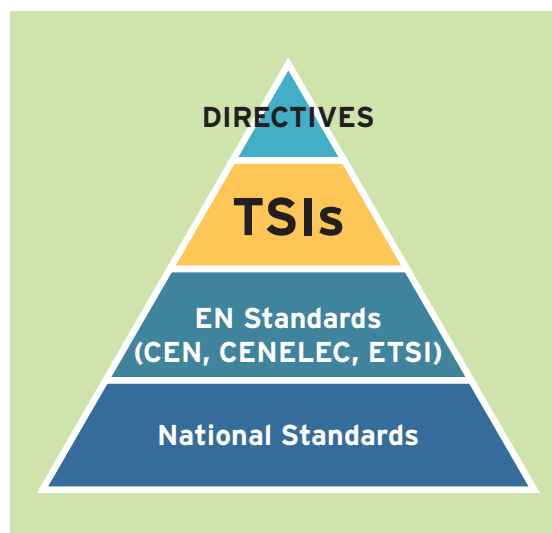 DIRECTIVES
TSIs
EN Standards
(CEN, CENELEC, ETSI)
National Standards